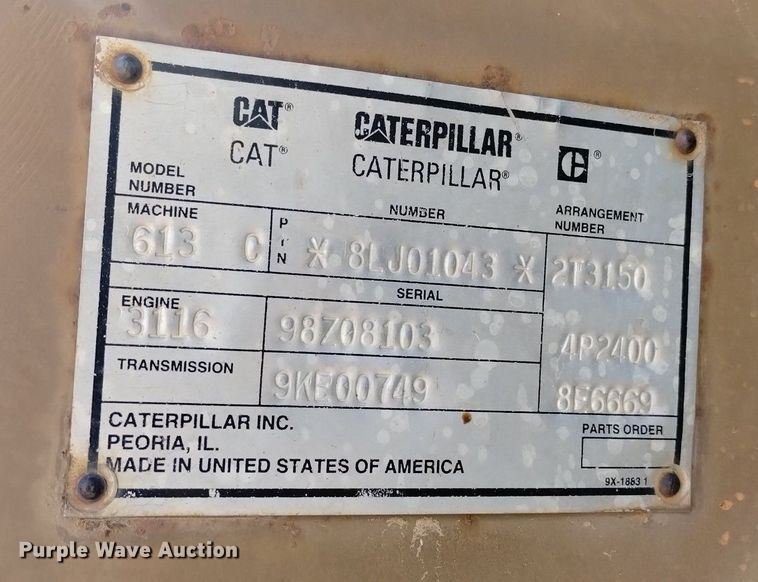 CAT® CATERPILLAR®
CAT® CATERPILLAR® C®
MODEL NUMBER
NUMBER
ARRANGEMENT NUMBER
MACHINE
613 C
PIN
* 8LJ01043 *
2T3150
SERIAL
ENGINE
3116
98Z08103
4P2400
TRANSMISSION
9KE00749
8E6669
CATERPILLAR INC.
PEORIA, IL.
MADE IN UNITED STATES OF AMERICA
PARTS ORDER
9X-1883 1
Purple Wave Auction